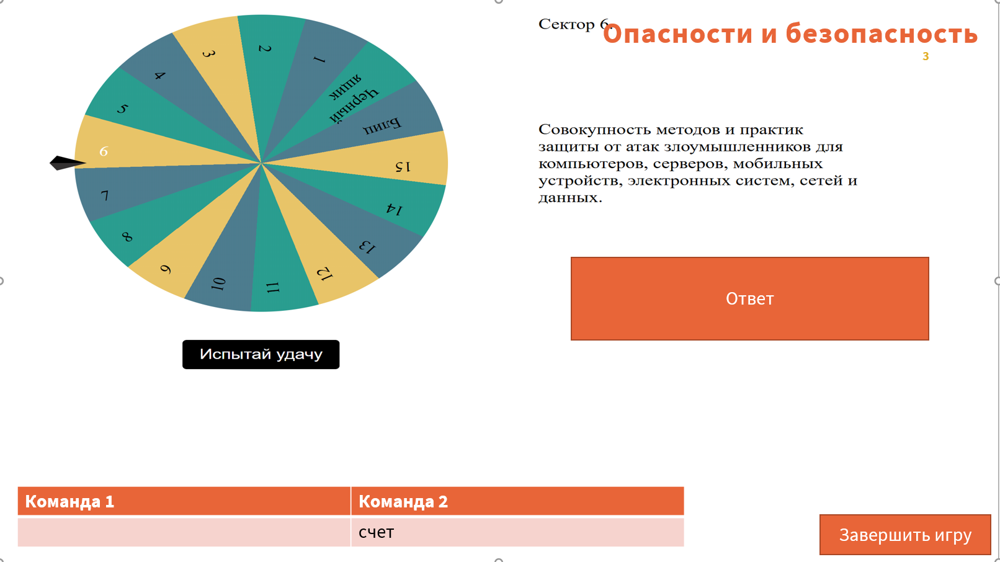 2
3
1
4
Черный
ящик
5
Блиц
6
15
7
14
8
13
9
10
11
12
Испытай удачу
Сектор 6.
Опасности и безопасность
3
Совокупность методов и практик
защиты от атак злоумышленников для
компьютеров, серверов, мобильных
устройств, электронных систем, сетей и
данных.
Ответ
Команда 1
Команда 2
счет
Завершить игру